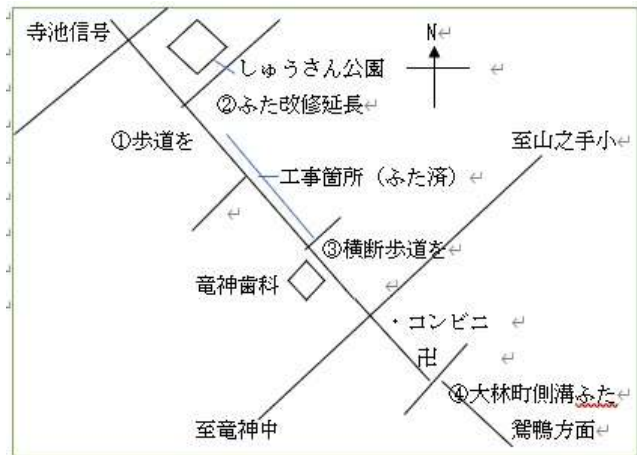 寺池信号
N
しゅうさん公園
②ふた改修延長
①歩道を
至山之手小
工事箇所（ふた済）
③横断歩道を
竜神歯科
・コンビニ
卍
④大林町側溝ふた
至竜神中
鴛鴨方面